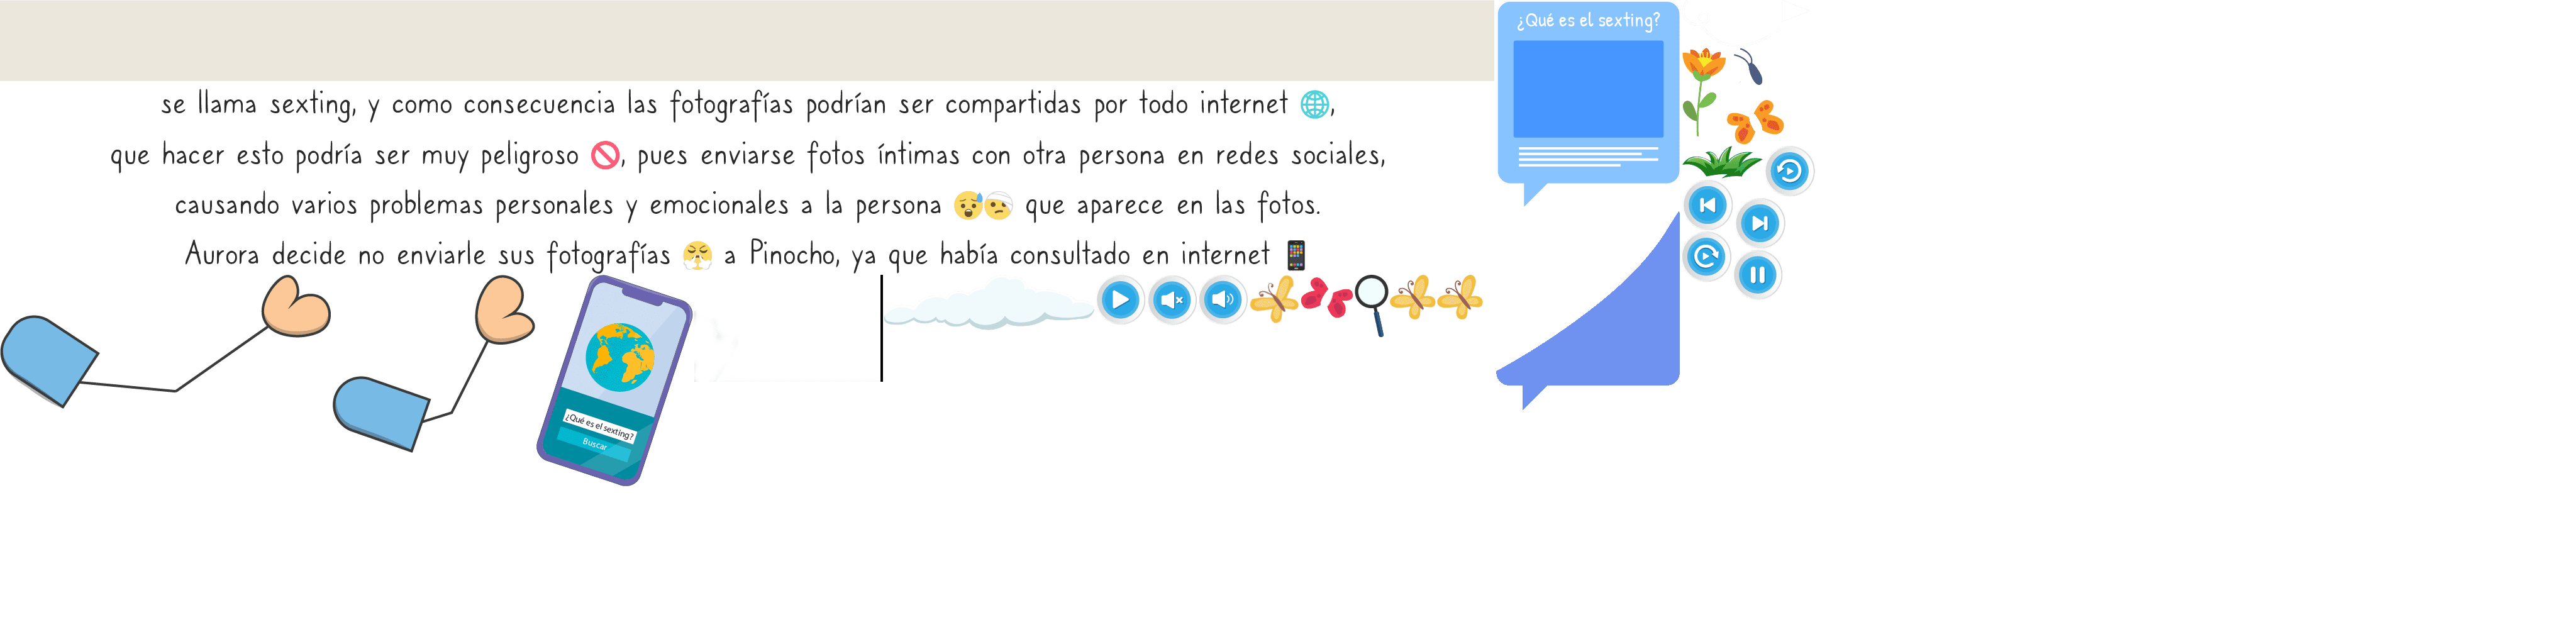 ¿Qué es el sexting?
se llama sexting, y como consecuencia las fotografías podrían ser compartidas por todo internet 🌐,
que hacer esto podría ser muy peligroso 🚫, pues enviarse fotos íntimas con otra persona en redes sociales,
causando varios problemas personales y emocionales a la persona 😰🤕 que aparece en las fotos.
Aurora decide no enviarle sus fotografías 😤 a Pinocho, ya que había consultado en internet 📱
¿Qué es el sexting?
Buscar